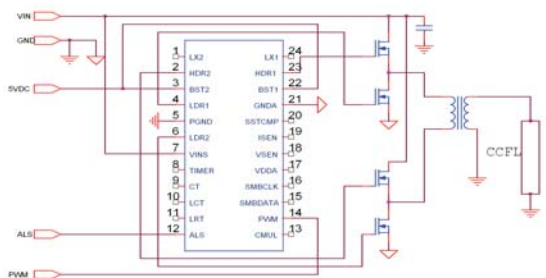 VIN
GND
5VDC
ALS
PWM
1 LX2 LX1 24
2 HDR2 HDR1 23
3 BST2 BST1 22
4 LDR1 GNDA 21
5 PGND SSTCMP 20
6 LDR2 ISEN 19
7 VINS VSEN 18
8 TIMER VDDA 17
9 CT SMBCLK 16
10 LCT SMBDATA 15
11 LRT PWM 14
12 ALS CMUL 13
CCFL